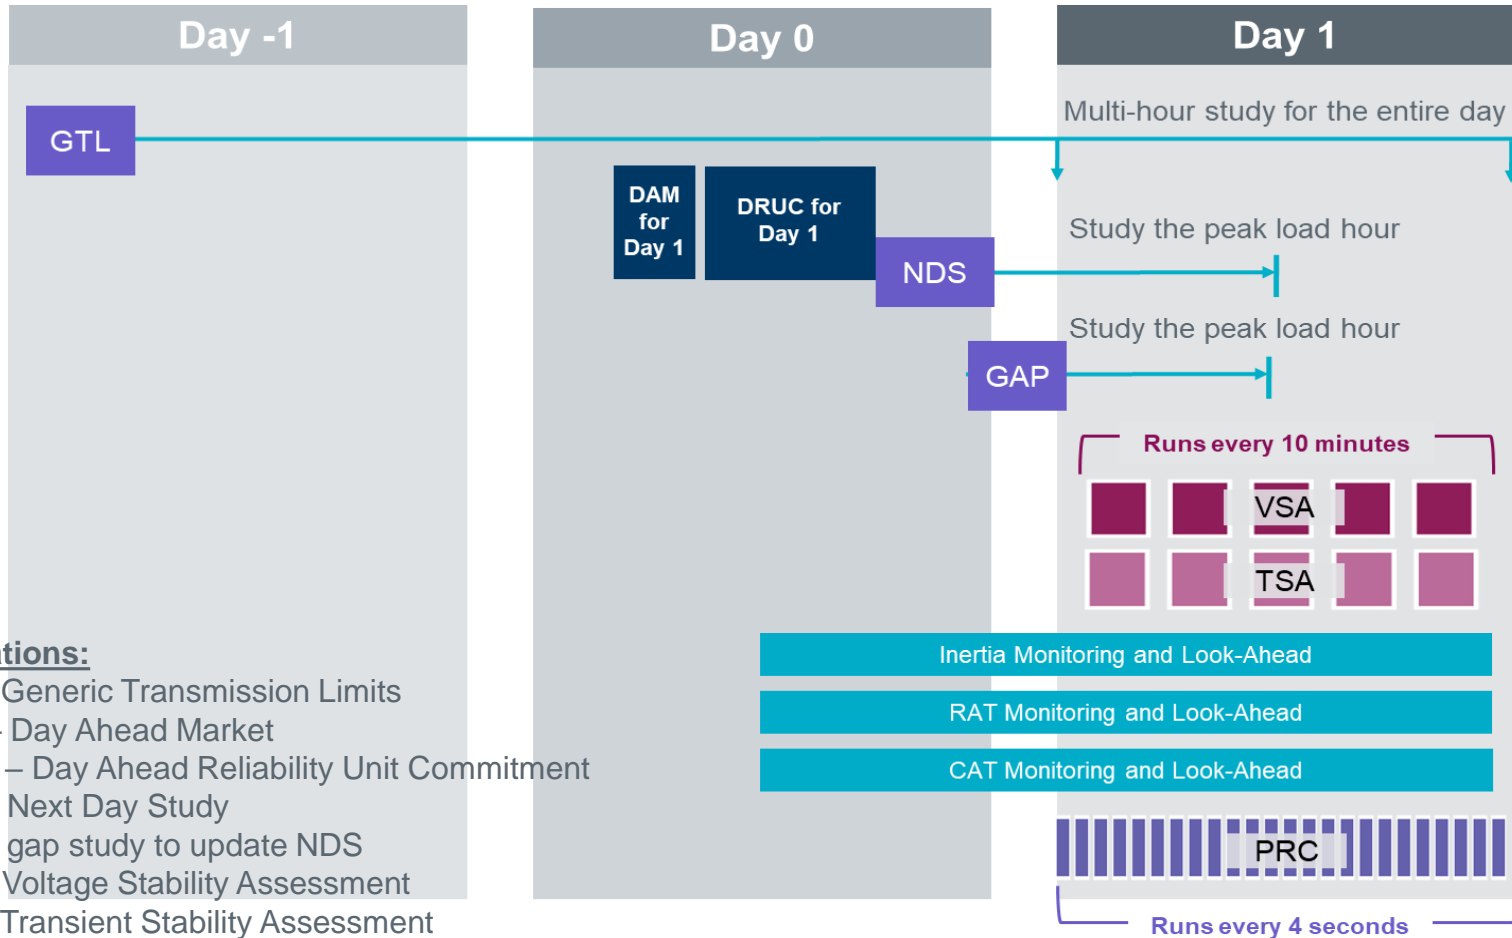 Day -1
Day 0
Day 1
Multi-hour study for the entire day
GTL
DAM
for
Day 1
DRUC for
Day 1
Study the peak load hour
NDS
Study the peak load hour
GAP
Runs every 10 minutes
VSA
TSA
Inertia Monitoring and Look-Ahead
RAT Monitoring and Look-Ahead
CAT Monitoring and Look-Ahead
PRC
Runs every 4 seconds
ations:
Generic Transmission Limits
- Day Ahead Market
– Day Ahead Reliability Unit Commitment
Next Day Study
gap study to update NDS
Voltage Stability Assessment
Transient Stability Assessment